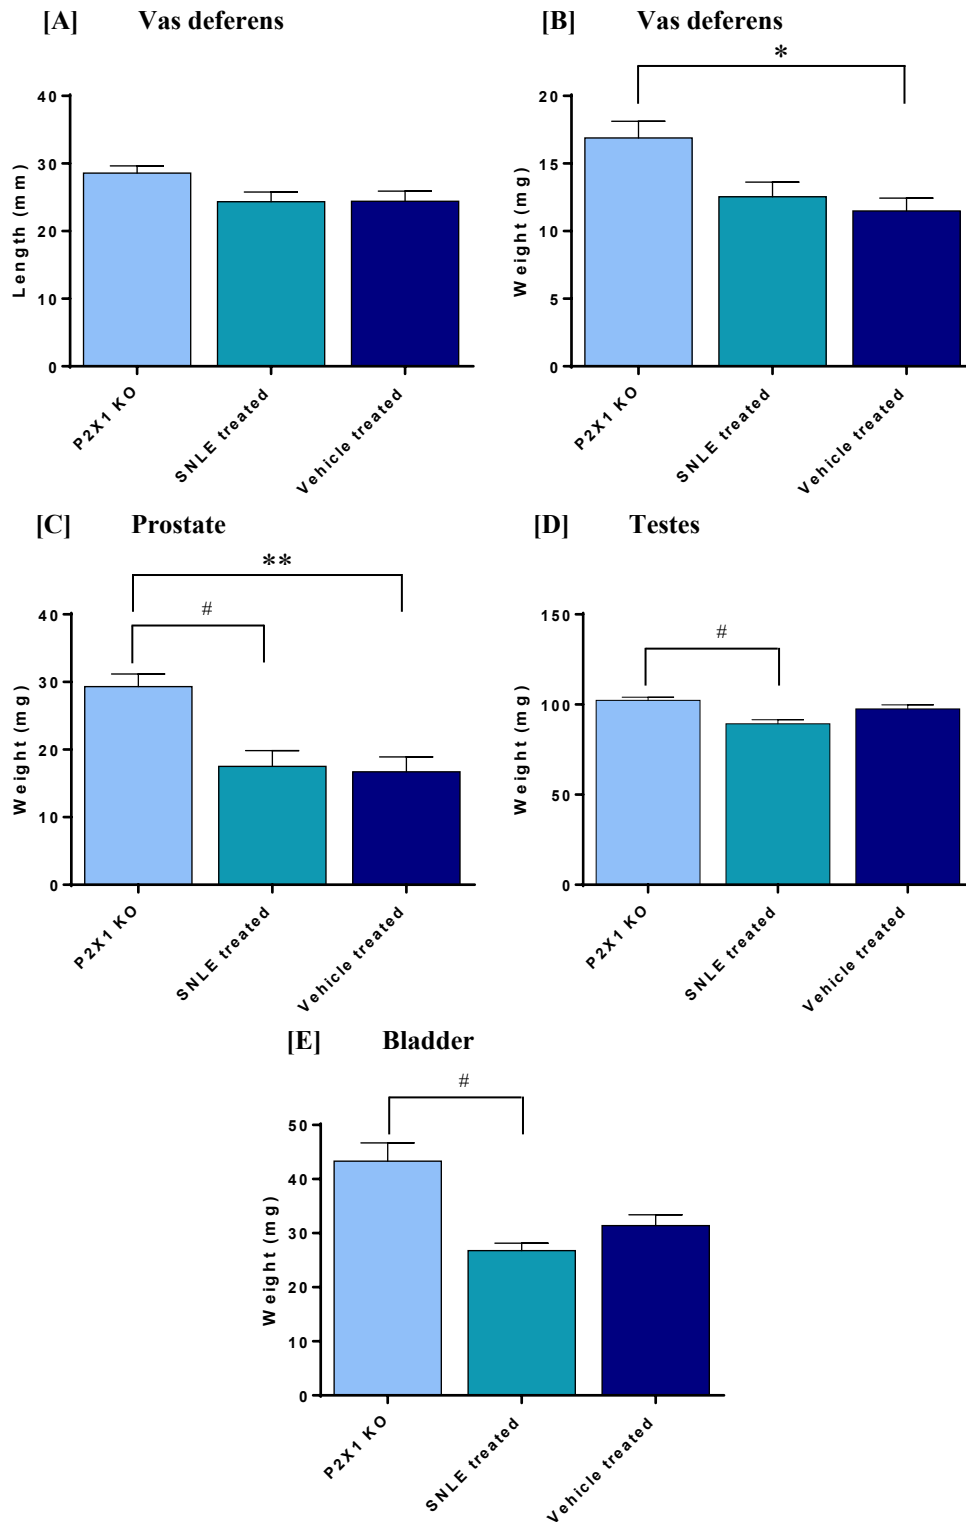 [A] Vas deferens
[B] Vas deferens
*
40
30
20
10
0
Length (mm)
P2X1 KO
SNLE treated
Vehicle treated
20
15
10
5
0
Weight (mg)
P2X1 KO
SNLE treated
Vehicle treated
[C] Prostate
[D] Testes
**
#
40
30
20
10
0
Weight (mg)
P2X1 KO
SNLE treated
Vehicle treated
#
150
100
50
0
Weight (mg)
P2X1 KO
SNLE treated
Vehicle treated
[E] Bladder
#
50
40
30
20
10
0
Weight (mg)
P2X1 KO
SNLE treated
Vehicle treated